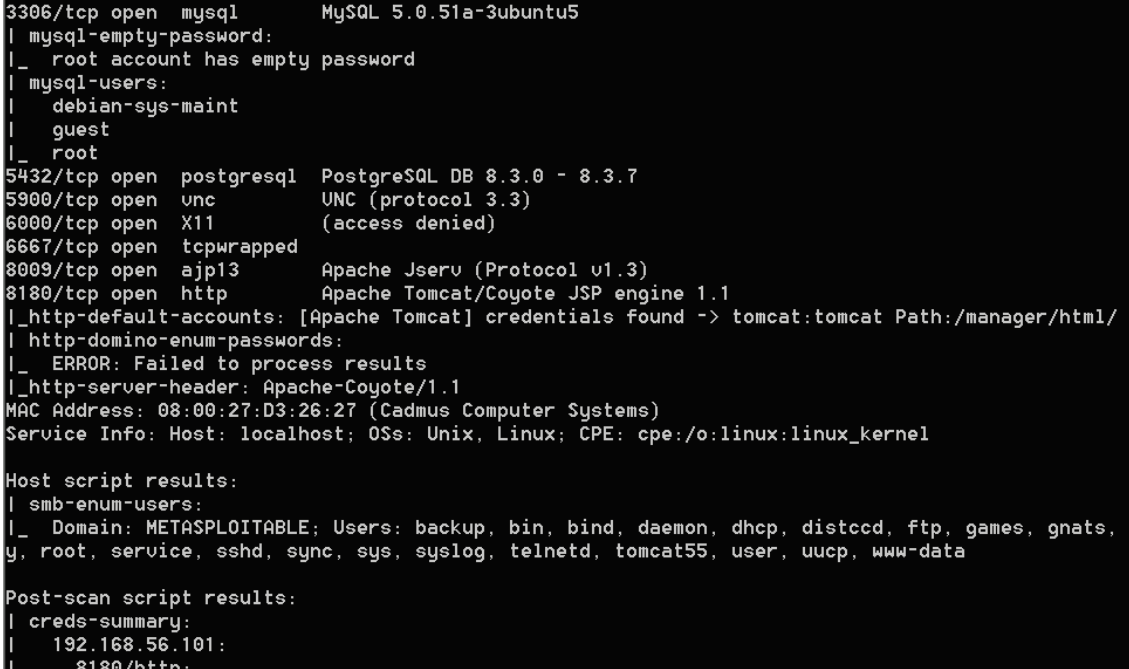 3306/tcp open  mysql       MySQL 5.0.51a-3ubuntu5
| mysql-empty-password:
|_  root account has empty password
| mysql-users:
|   debian-sys-maint
|   guest
|_  root
5432/tcp open  postgresql  PostgreSQL DB 8.3.0 - 8.3.7
5900/tcp open  vnc         VNC (protocol 3.3)
6000/tcp open  X11         (access denied)
6667/tcp open  tcpwrapped
8009/tcp open  ajp13       Apache Jserv (Protocol v1.3)
8180/tcp open  http        Apache Tomcat/Coyote JSP engine 1.1
|_http-default-accounts: [Apache Tomcat] credentials found -> tomcat:tomcat Path:/manager/html/
| http-domino-enum-passwords:
|_  ERROR: Failed to process results
|_http-server-header: Apache-Coyote/1.1
MAC Address: 08:00:27:D3:26:27 (Cadmus Computer Systems)
Service Info: Host: localhost; OSs: Unix, Linux; CPE: cpe:/o:linux:linux_kernel
Host script results:
| smb-enum-users:
|_  Domain: METASPLOITABLE; Users: backup, bin, bind, daemon, dhcp, distccd, ftp, games, gnats,
y, root, service, sshd, sync, sys, syslog, telnetd, tomcat55, user, uucp, www-data
Post-scan script results:
| creds-summary:
|   192.168.56.101:
|     8180/http: